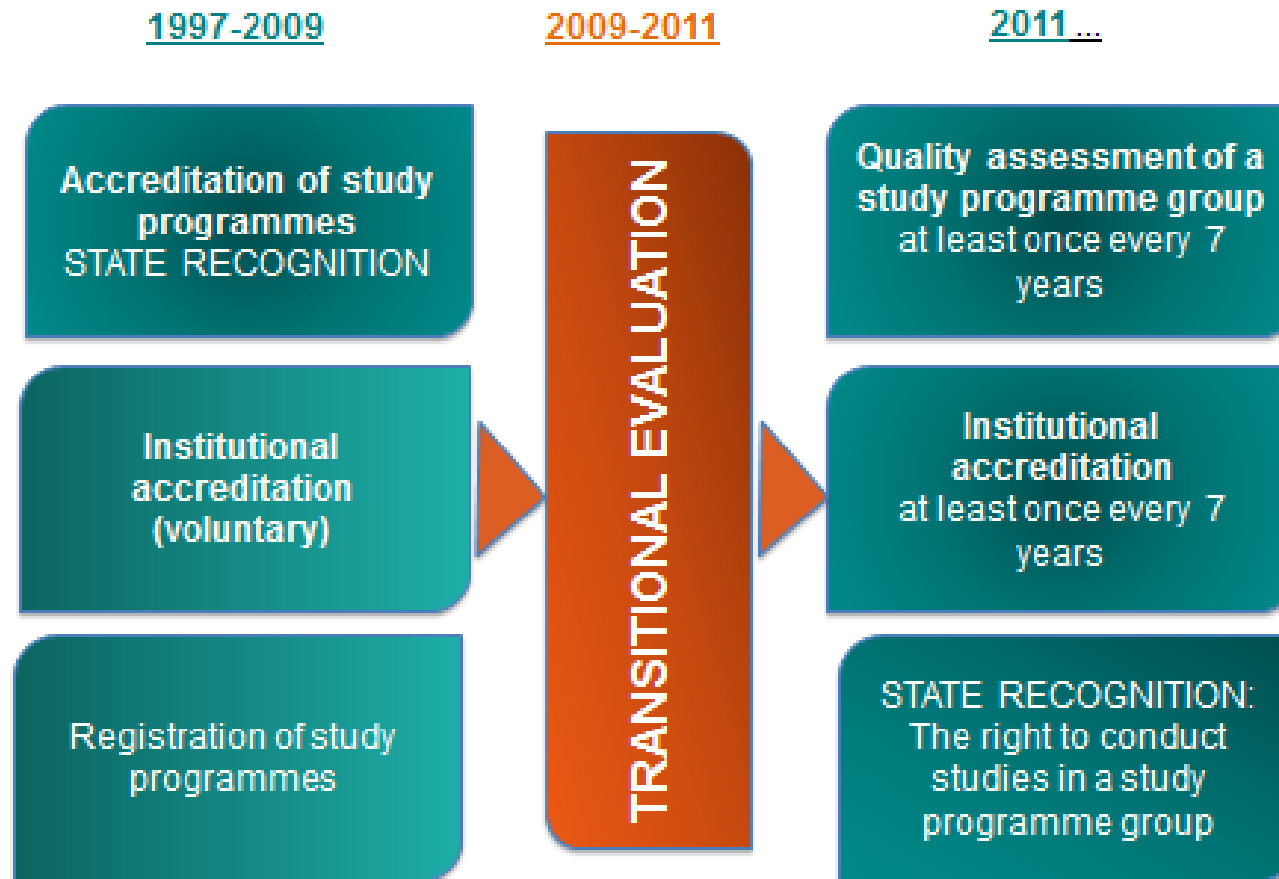 1997-2009
Accreditation of study
programmes
STATE RECOGNITION
Institutional
accreditation
(voluntary)
Registration of study
programmes
2009-2011
TRANSITIONAL EVALUATION
2011 ...
Quality assessment of a
study programme group
at least once every 7
years
Institutional
accreditation
at least once every 7
years
STATE RECOGNITION:
The right to conduct
studies in a study
programme group